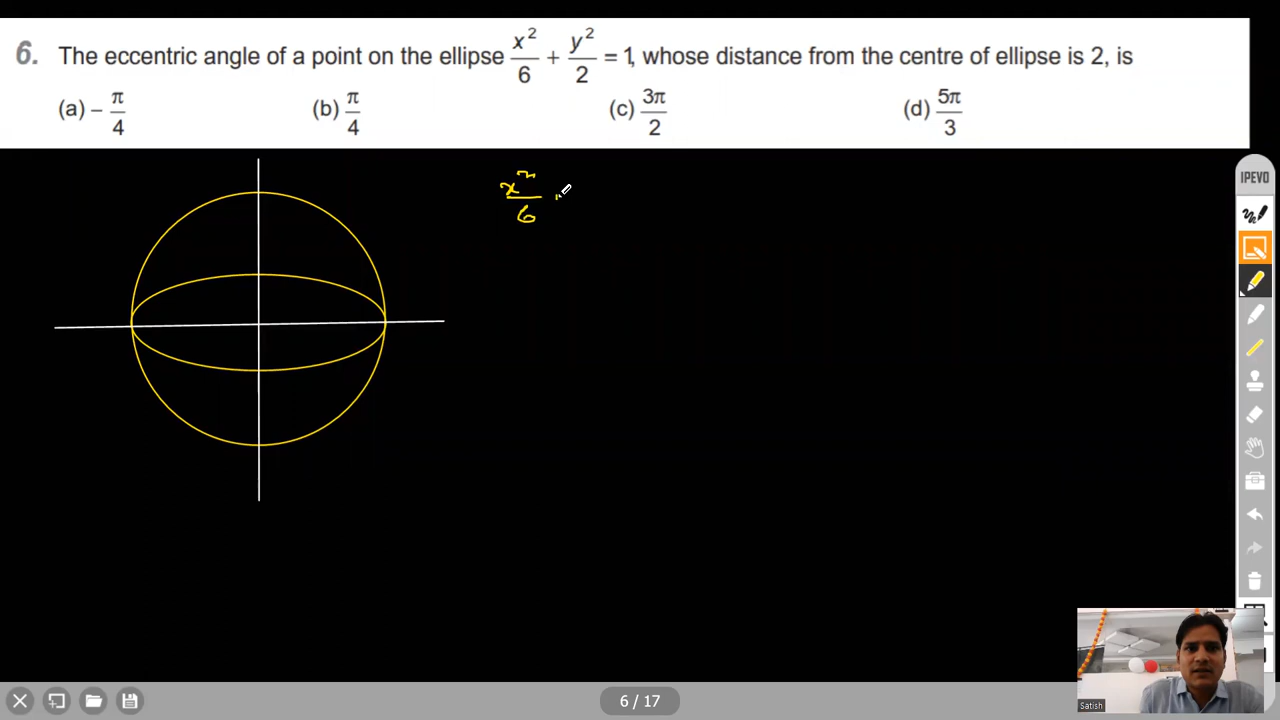 6. The eccentric angle of a point on the ellipse x²/6 + y²/2 = 1, whose distance from the centre of ellipse is 2, is
(a) – π/4 (b) π/4 (c) 3π/2 (d) 5π/3
x²/6
IPEVO
6 / 17
Satish